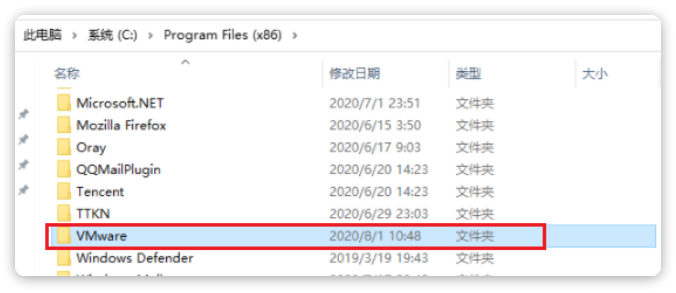 此电脑 > 系统 (C:) > Program Files (x86) >
名称 修改日期 类型 大小
Microsoft.NET 2020/7/1 23:51 文件夹
Mozilla Firefox 2020/6/15 3:50 文件夹
Oray 2020/6/17 9:03 文件夹
QQMailPlugin 2020/6/20 14:23 文件夹
Tencent 2020/6/20 14:23 文件夹
TTKN 2020/6/29 23:03 文件夹
VMware 2020/8/1 10:48 文件夹
Windows Defender 2019/3/19 19:43 文件夹